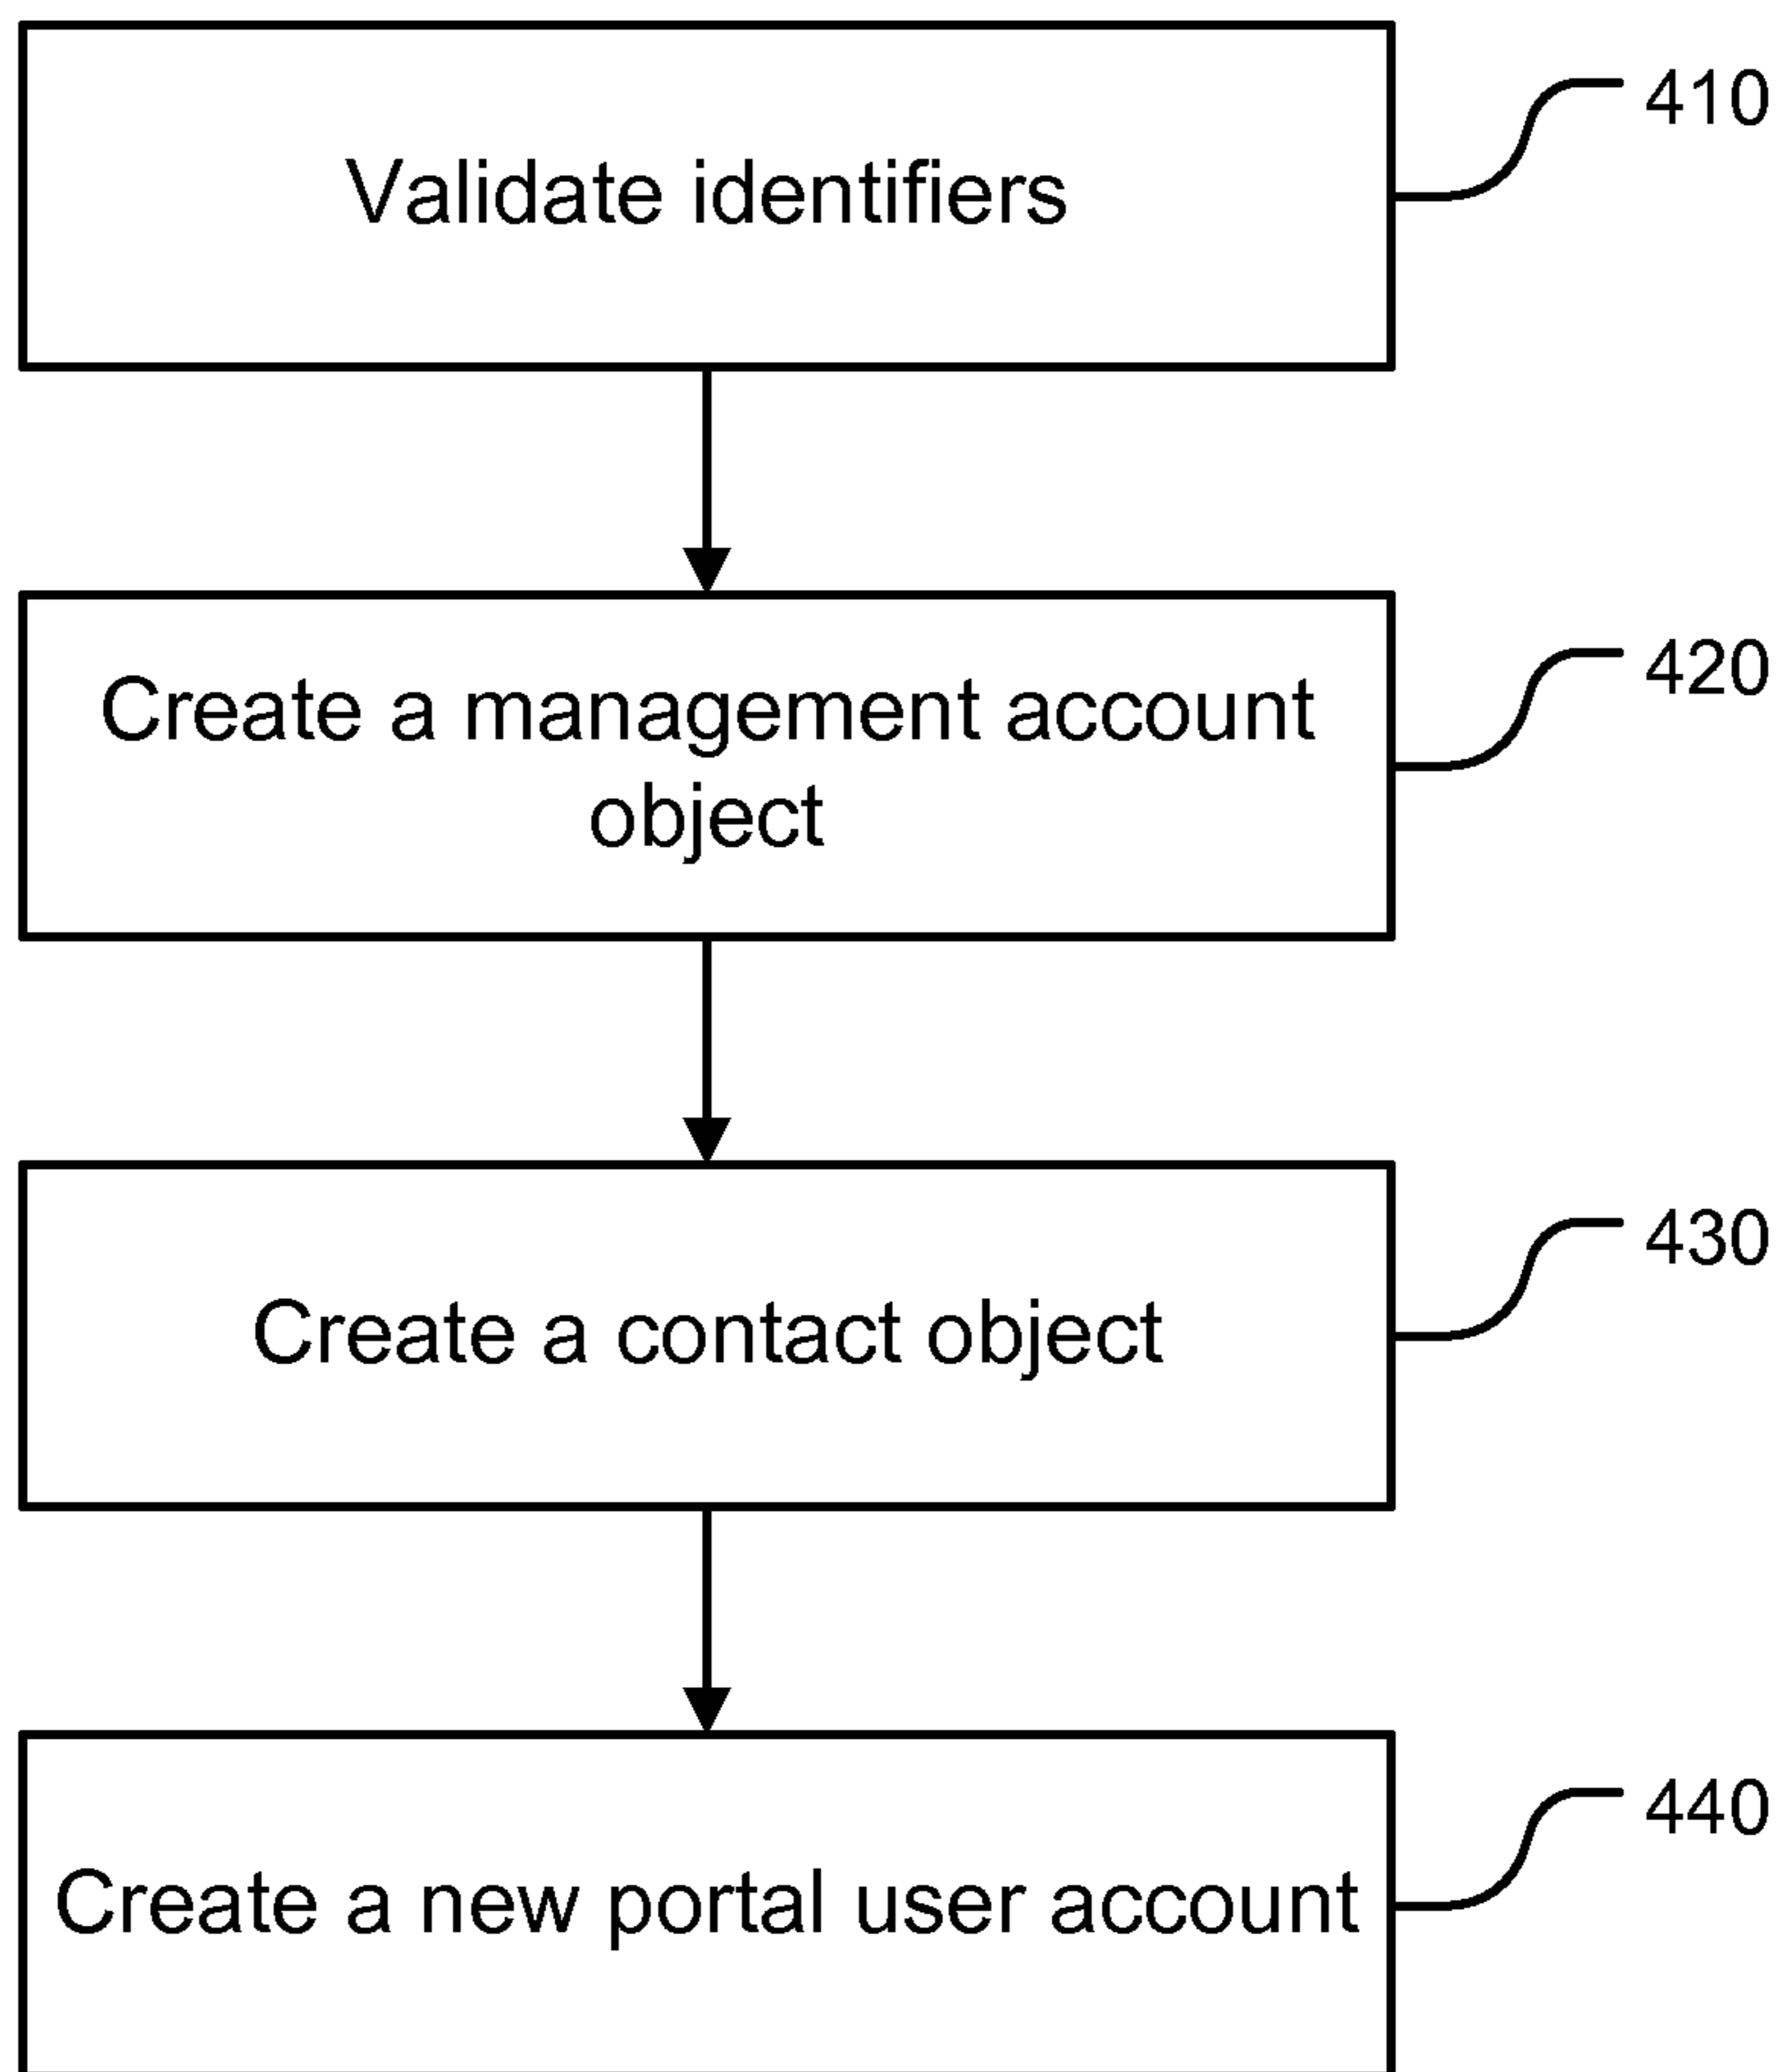 Validate identifiers
410
Create a management account
object
420
Create a contact object
430
Create a new portal user account
440